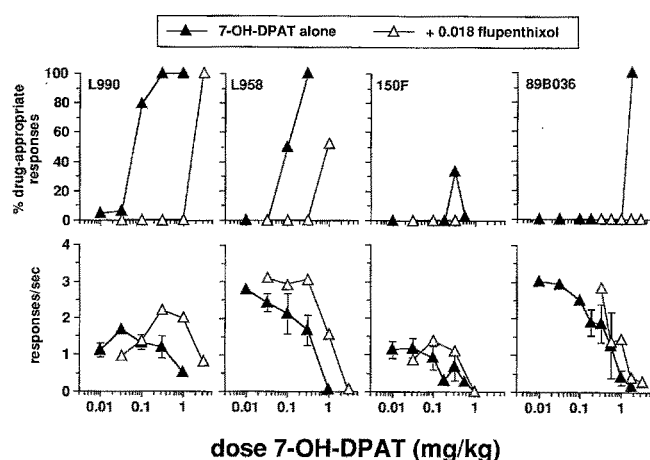 7-OH-DPAT alone
+ 0.018 flupenthixol
L990
L958
150F
89B036
% drug-appropriate
responses
100
80
60
40
20
0
responses/sec
4
3
2
1
0
0.01 0.1 1
0.01 0.1 1
0.01 0.1 1
0.01 0.1 1
dose 7-OH-DPAT (mg/kg)